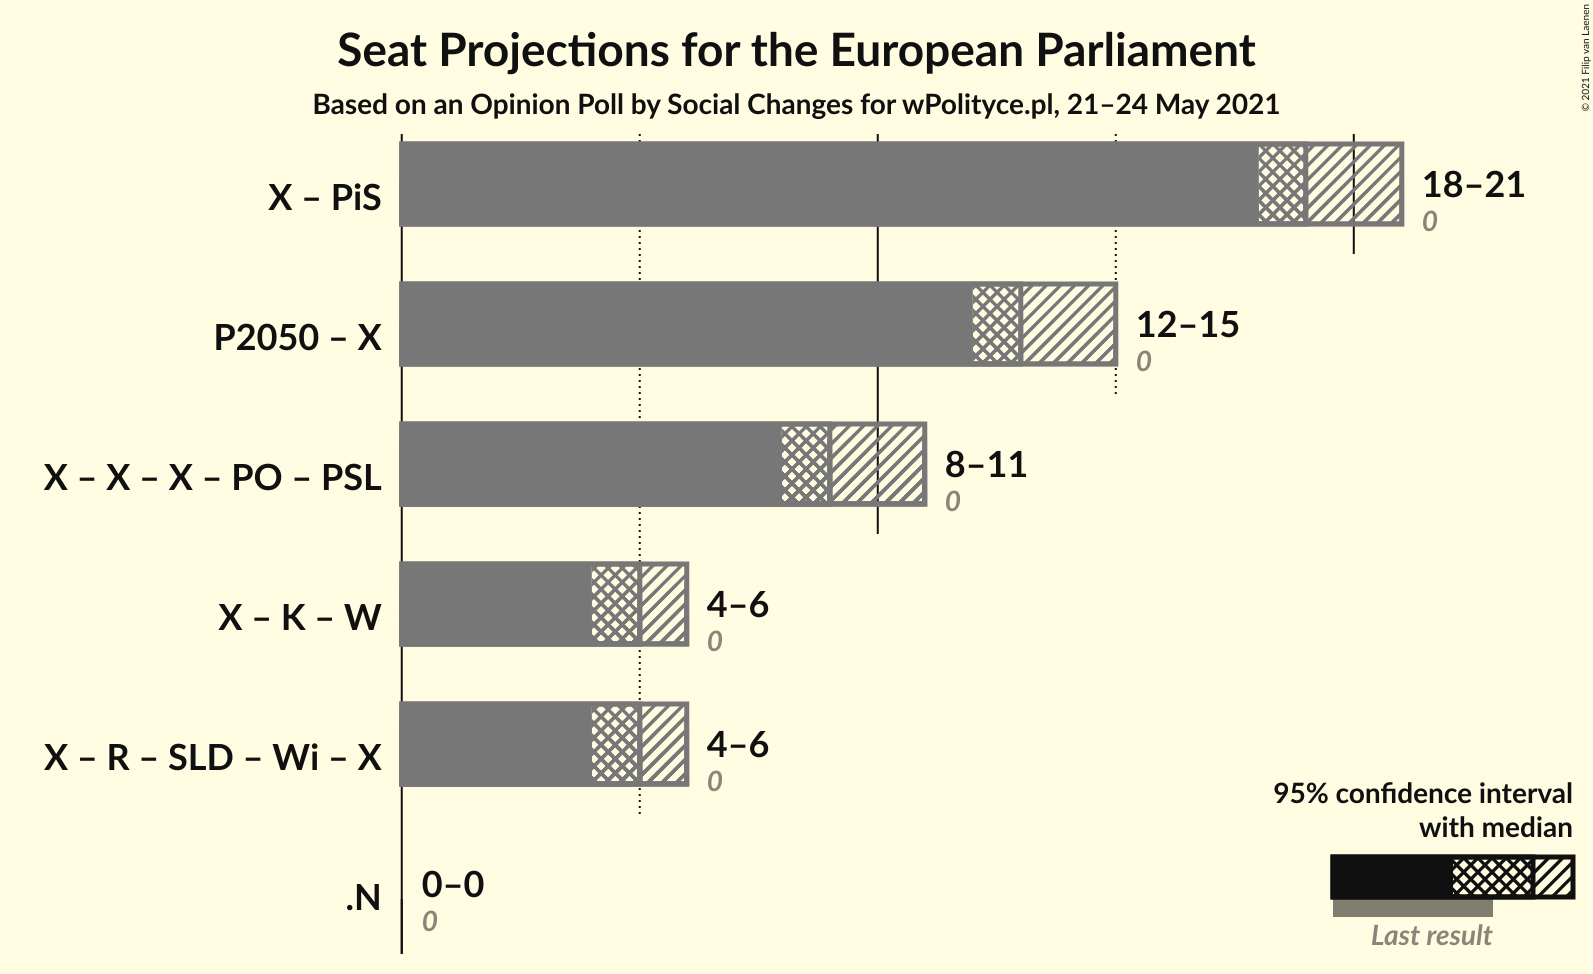 Seat Projections for the European Parliament
Based on an Opinion Poll by Social Changes for wPolityce.pl, 21–24 May 2021
© 2021 Filip van Laenen
X – PiS
18–21
0
P2050 – X
12–15
0
X – X – X – PO – PSL
8–11
0
X – K – W
4–6
0
X – R – SLD – Wi – X
4–6
0
.N
0–0
0
95% confidence interval
with median
Last result